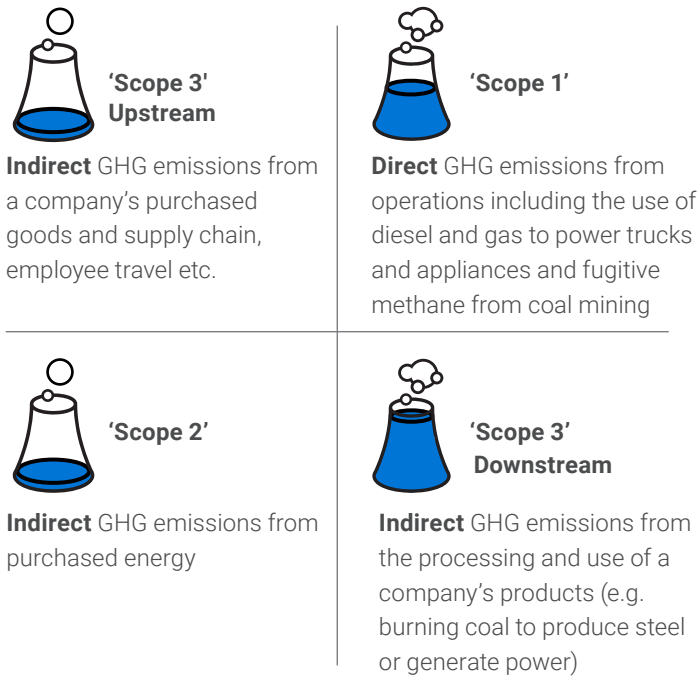 ‘Scope 3'
Upstream
Indirect GHG emissions from
a company’s purchased
goods and supply chain,
employee travel etc.
‘Scope 1’
Direct GHG emissions from
operations including the use of
diesel and gas to power trucks
and appliances and fugitive
methane from coal mining
‘Scope 2’
Indirect GHG emissions from
purchased energy
‘Scope 3’
Downstream
Indirect GHG emissions from
the processing and use of a
company’s products (e.g.
burning coal to produce steel
or generate power)